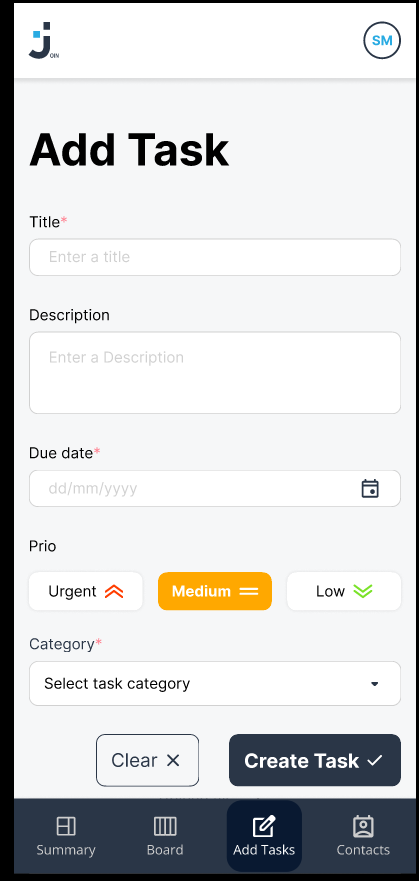 J OIN
SM
Add Task
Title*
Enter a title
Description
Enter a Description
Due date*
dd/mm/yyyy
Prio
Urgent
Medium
Low
Category*
Select task category
Clear
Create Task
Summary
Board
Add Tasks
Contacts